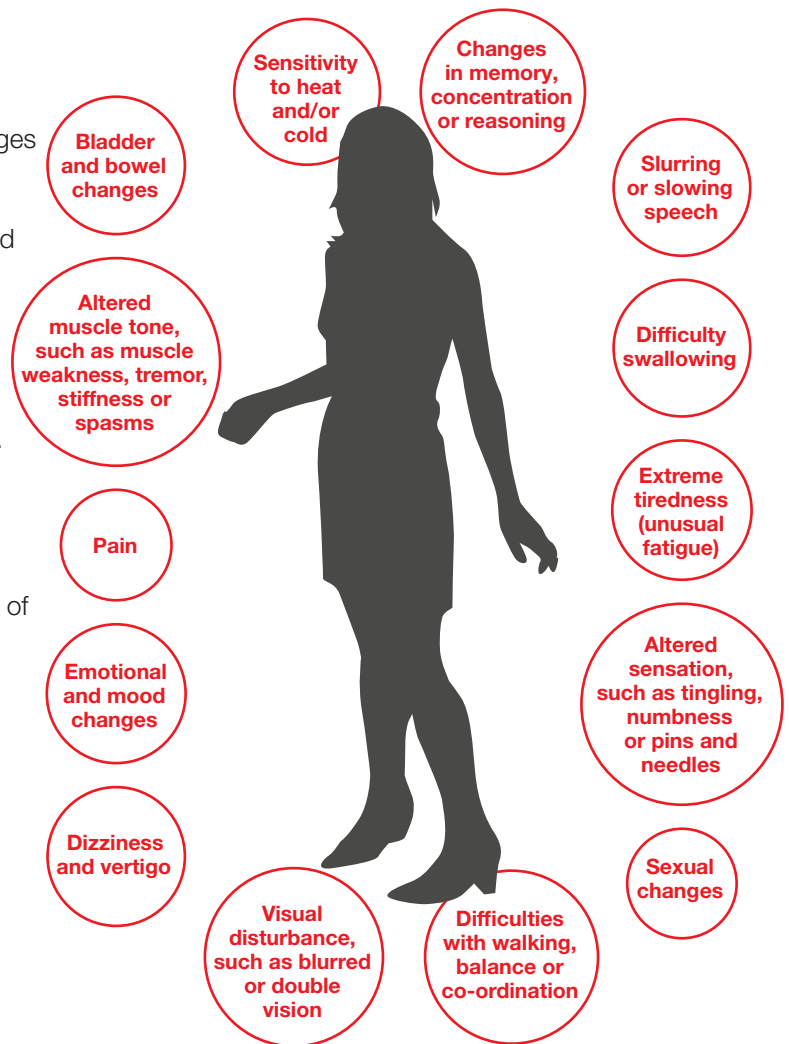 Sensitivity
to heat
and/or
cold
Changes
in memory,
concentration
or reasoning
Bladder
and bowel
changes
Slurring
or slowing
speech
Altered
muscle tone,
such as muscle
weakness, tremor,
stiffness or
spasms
Difficulty
swallowing
Pain
Extreme
tiredness
(unusual
fatigue)
of
Emotional
and mood
changes
Altered
sensation,
such as tingling,
numbness
or pins and
needles
Dizziness
and vertigo
Sexual
changes
Visual
disturbance,
such as blurred
or double
vision
Difficulties
with walking,
balance or
co-ordination